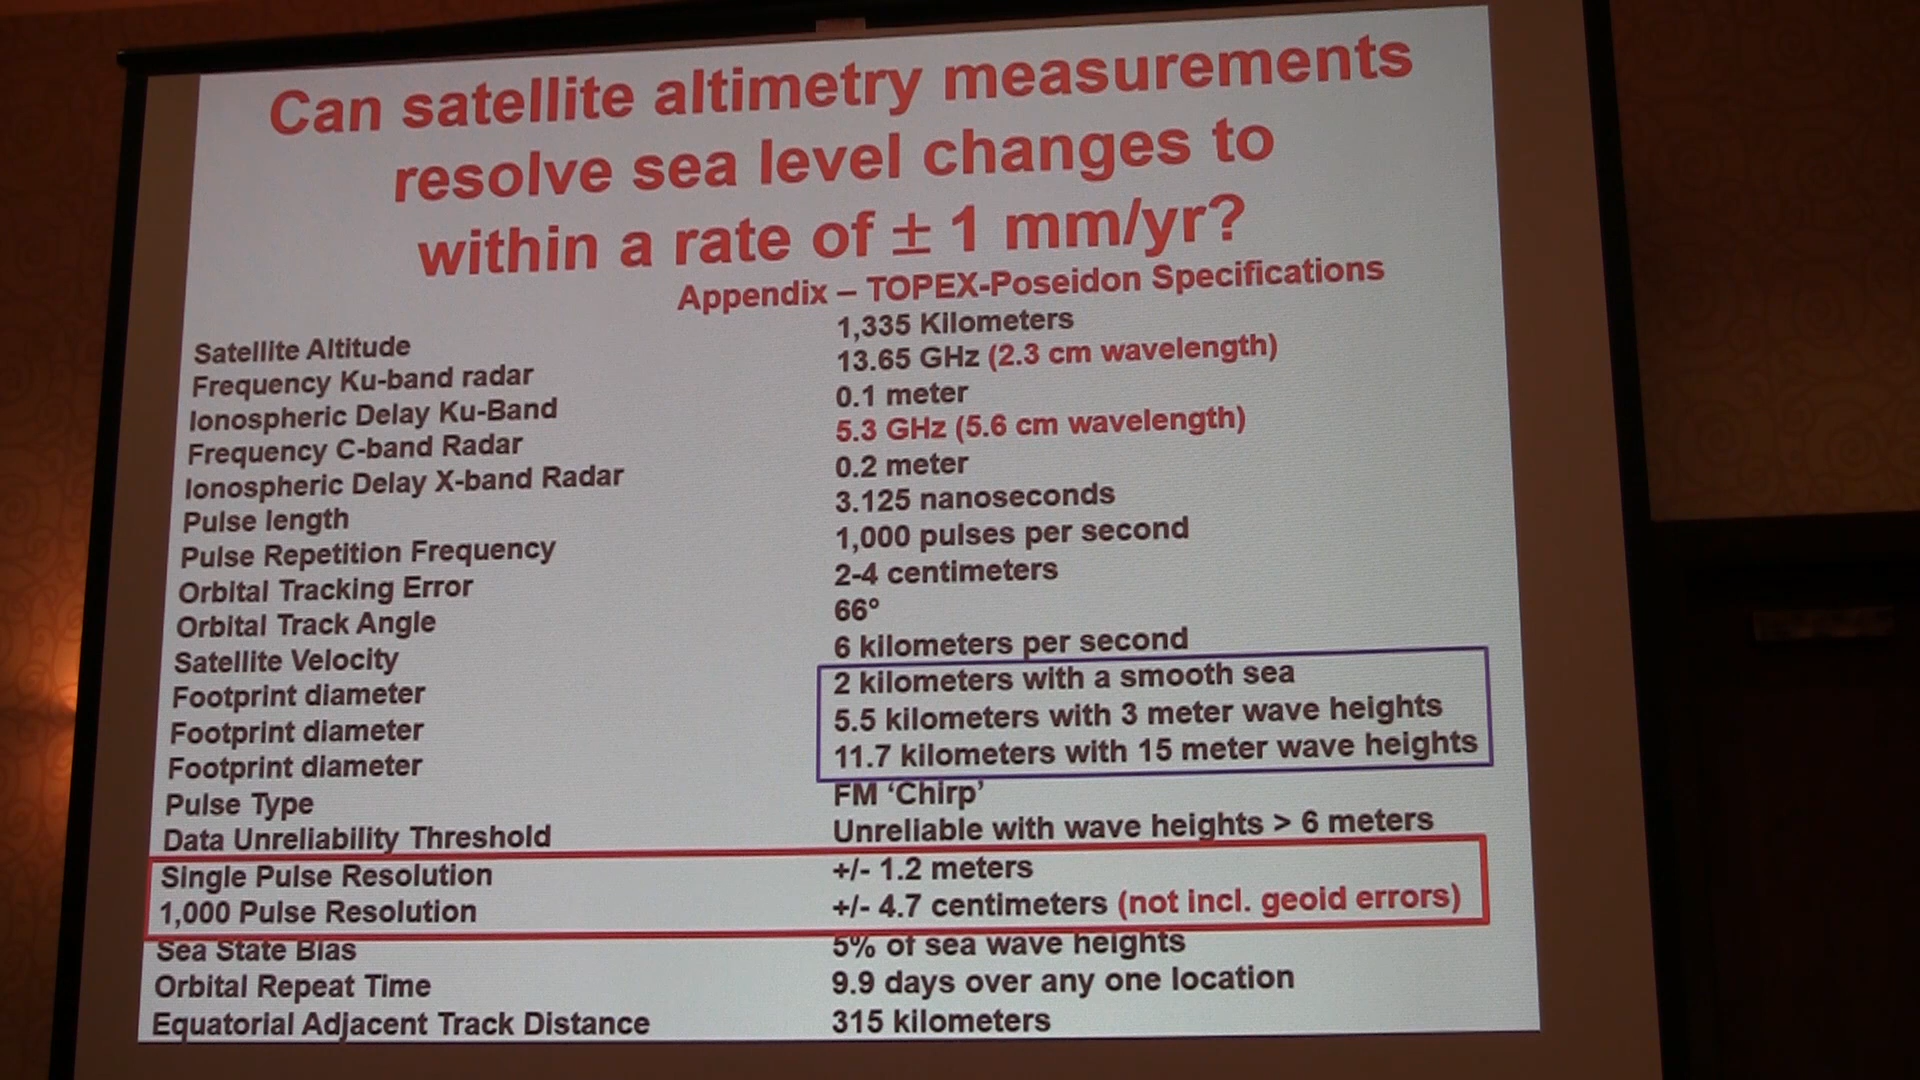 Can satellite altimetry measurements
resolve sea level changes to
within a rate of ± 1 mm/yr?
Appendix – TOPEX-Poseidon Specifications
Satellite Altitude 1,335 Kilometers
Frequency Ku-band radar 13.65 GHz (2.3 cm wavelength)
Ionospheric Delay Ku-Band 0.1 meter
Frequency C-band Radar 5.3 GHz (5.6 cm wavelength)
Ionospheric Delay X-band Radar 0.2 meter
Pulse length 3.125 nanoseconds
Pulse Repetition Frequency 1,000 pulses per second
Orbital Tracking Error 2-4 centimeters
Orbital Track Angle 66°
Satellite Velocity 6 kilometers per second
Footprint diameter 2 kilometers with a smooth sea
Footprint diameter 5.5 kilometers with 3 meter wave heights
Footprint diameter 11.7 kilometers with 15 meter wave heights
Pulse Type FM ‘Chirp’
Data Unreliability Threshold Unreliable with wave heights > 6 meters
Single Pulse Resolution +/- 1.2 meters
1,000 Pulse Resolution +/- 4.7 centimeters (not incl. geoid errors)
Sea State Bias 5% of sea wave heights
Orbital Repeat Time 9.9 days over any one location
Equatorial Adjacent Track Distance 315 kilometers